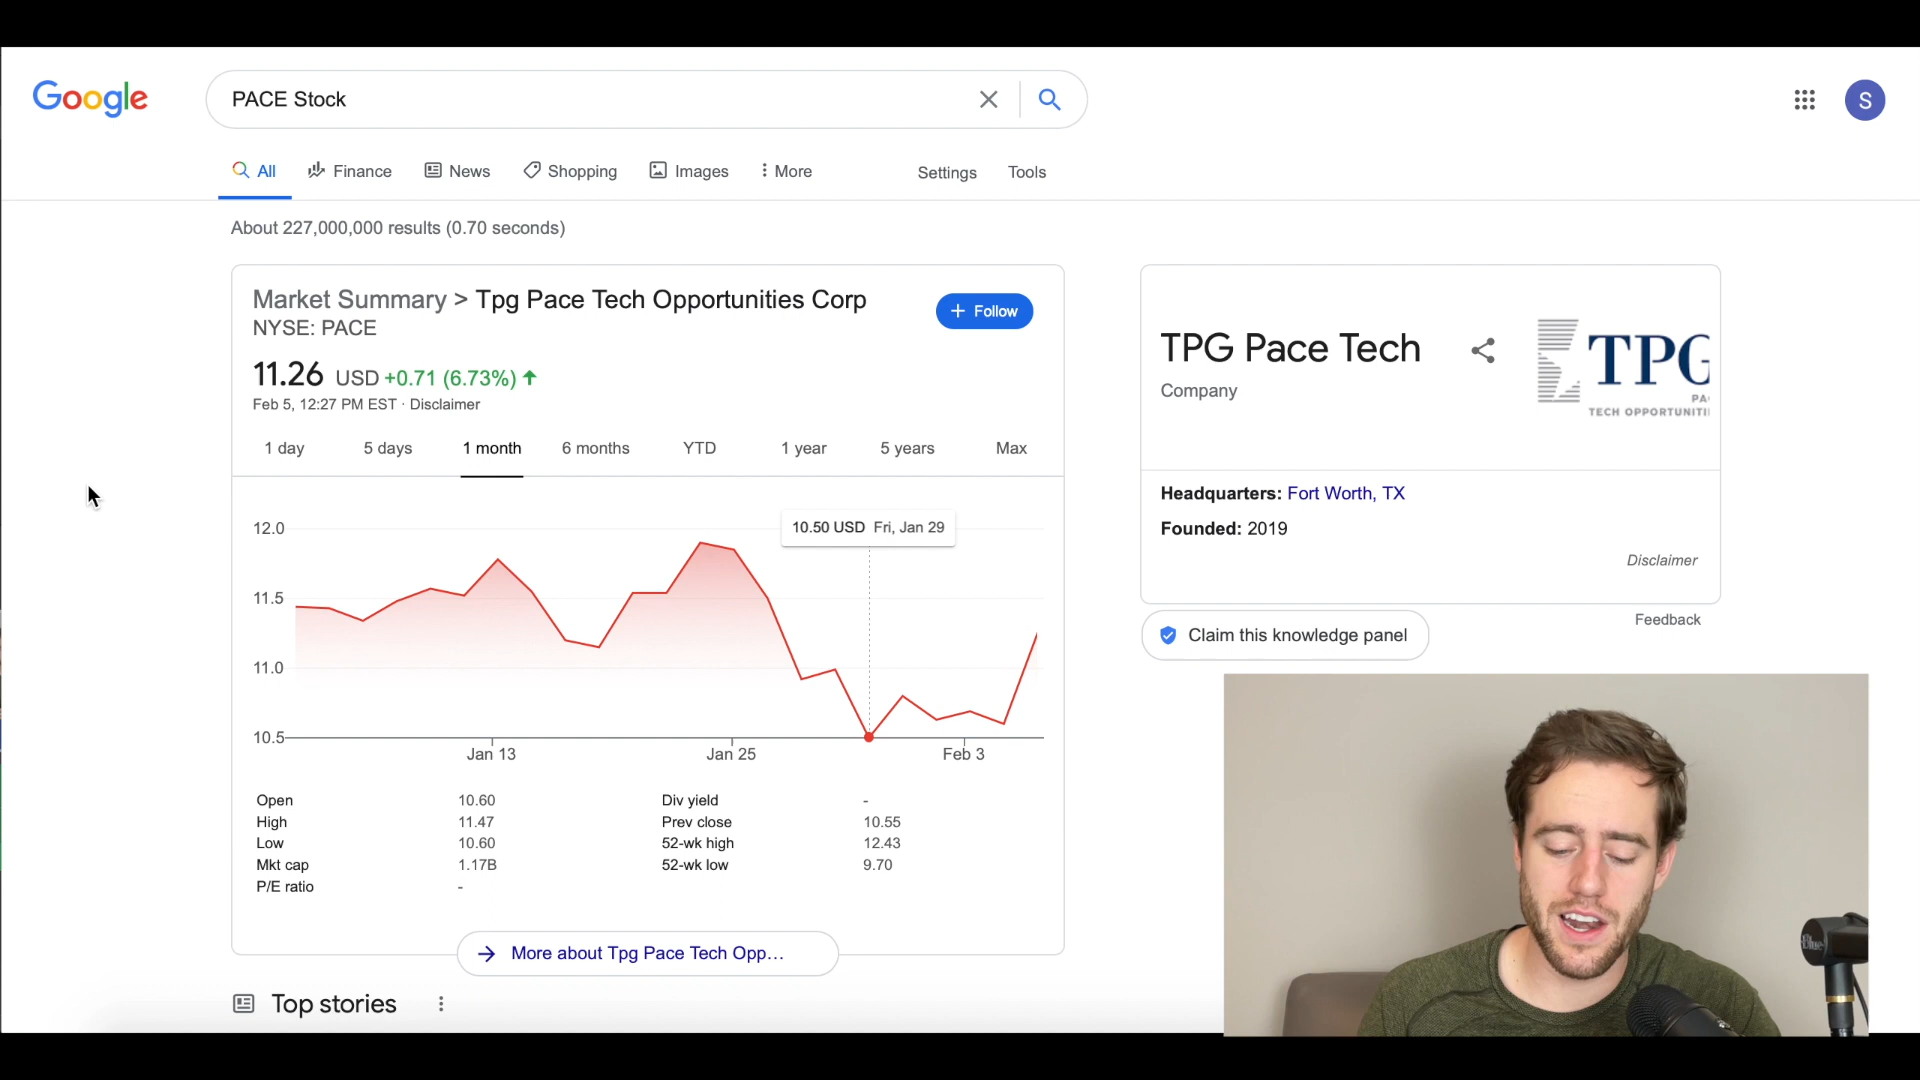 Google
PACE Stock
S
All
Finance
News
Shopping
Images
More
Settings
Tools
About 227,000,000 results (0.70 seconds)
Market Summary > Tpg Pace Tech Opportunities Corp
NYSE: PACE
+ Follow
11.26 USD +0.71 (6.73%)
Feb 5, 12:27 PM EST · Disclaimer
1 day
5 days
1 month
6 months
YTD
1 year
5 years
Max
10.50 USD Fri, Jan 29
12.0
11.5
11.0
10.5
Jan 13
Jan 25
Feb 3
Open 10.60
High 11.47
Low 10.60
Mkt cap 1.17B
P/E ratio -
Div yield -
Prev close 10.55
52-wk high 12.43
52-wk low 9.70
More about Tpg Pace Tech Opp…
Top stories
TPG Pace Tech
Company
TPG
PA
TECH OPPORTUNITI
Headquarters: Fort Worth, TX
Founded: 2019
Disclaimer
Feedback
Claim this knowledge panel
Blue